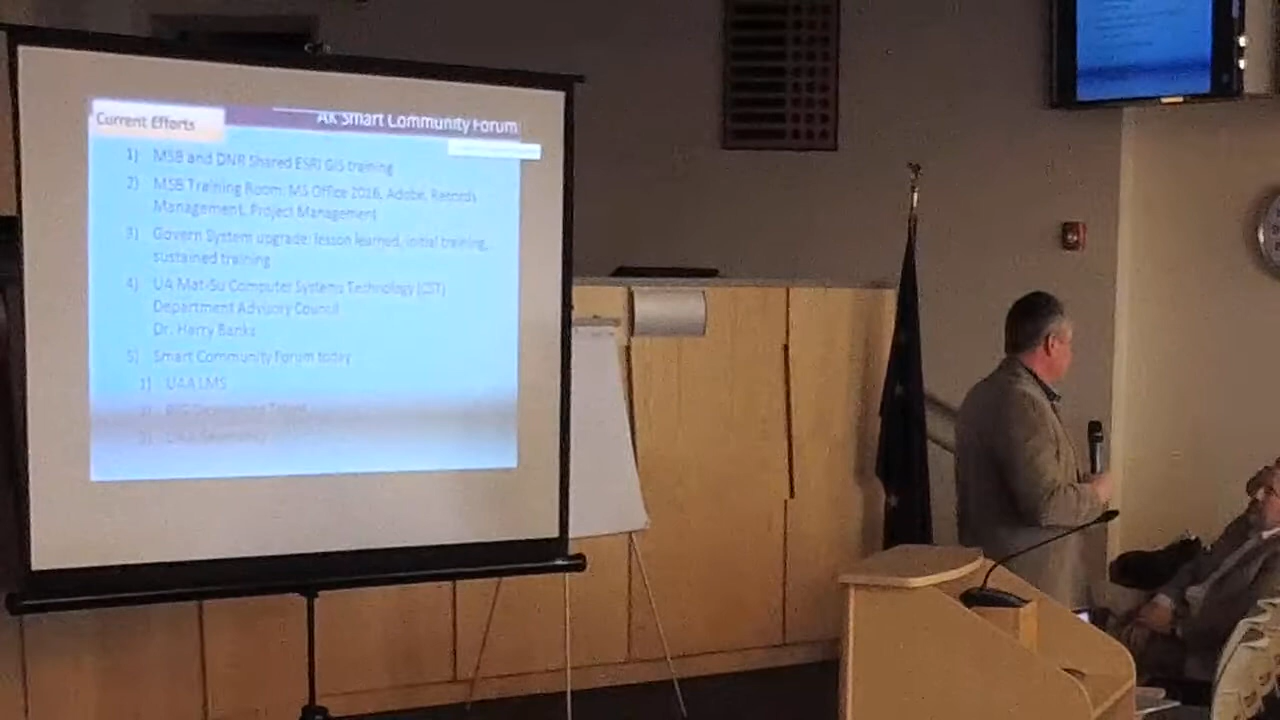 Current Efforts
AK Smart Community Forum
1) MSB and DNR Shared ESRI GIS training
2) MSB Training Room: MS Office 2016, Adobe, Records
Management, Project Management
3) Govern System upgrade: lesson learned, initial training,
sustained training
4) UA Mat-Su Computer Systems Technology (CST)
Department Advisory Council
Dr. Harry Banks
5) Smart Community Forum today
1) UAA LMS